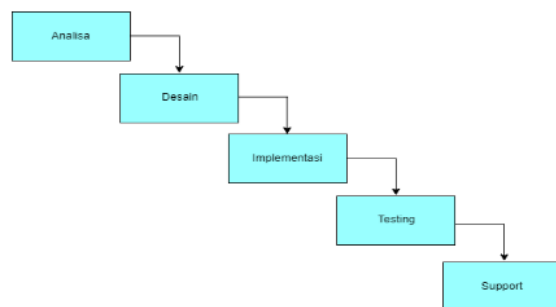 Analisa
Desain
Implementasi
Testing
Support